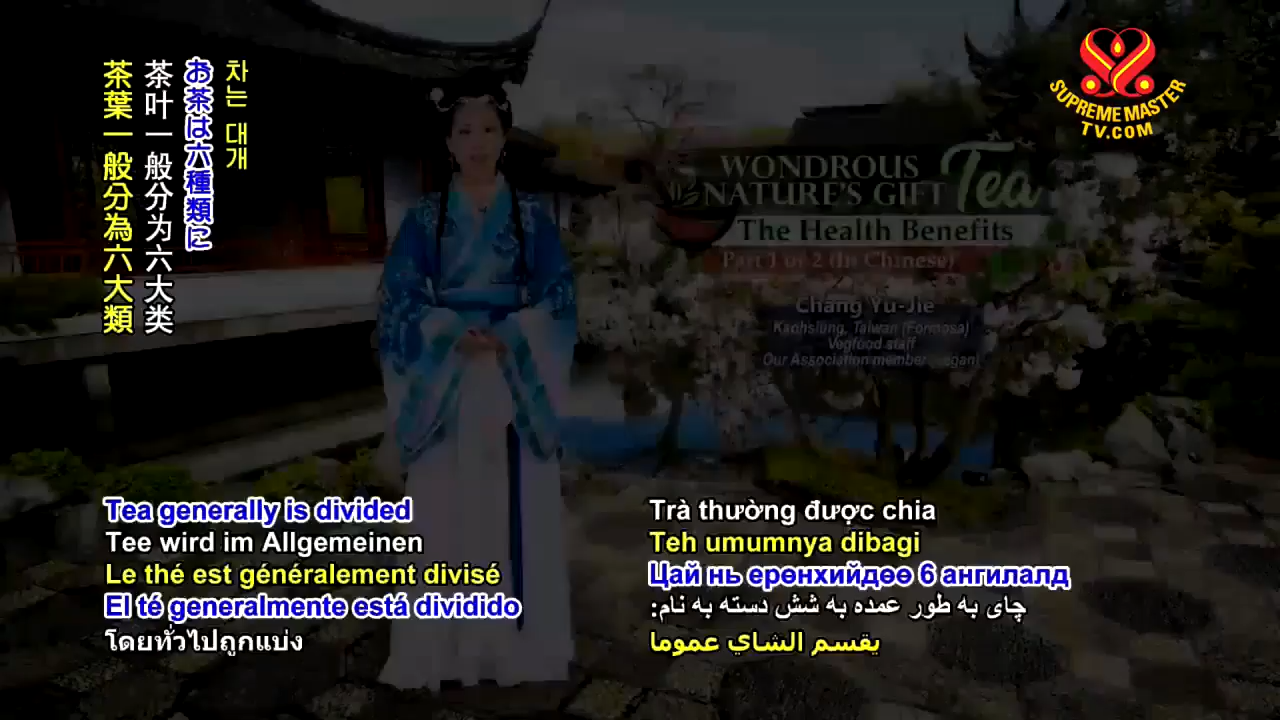 차는 대개
お茶は六種類に
茶叶一般分为六大类
茶葉一般分為六大類
SUPREME MASTER
TV.COM
WONDROUS
NATURE'S GIFT Tea
The Health Benefits
Part 1 of 2 (In Chinese)
Chang Yu-Jie
Kaohsiung, Taiwan (Formosa)
Vegfood staff
Our Association member (vegan)
Tea generally is divided
Tee wird im Allgemeinen
Le thé est généralement divisé
El té generalmente está dividido
โดยทั่วไปถูกแบ่ง
Trà thường được chia
Teh umumnya dibagi
Цай нь ерөнхийдөө 6 ангилалд
چای به طور عمده به شش دسته به نام:
يقسم الشاي عموما